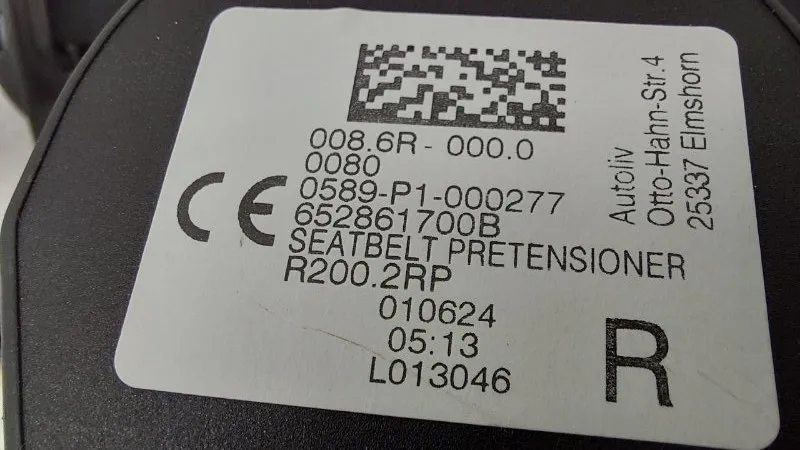 008.6R - 000.0
0080
0589-P1-000277
652861700B
CE
SEATBELT PRETENSIONER
R200.2RP
010624
05:13
L013046
R
Autoliv
Otto-Hahn-Str.4
25337 Elmshorn